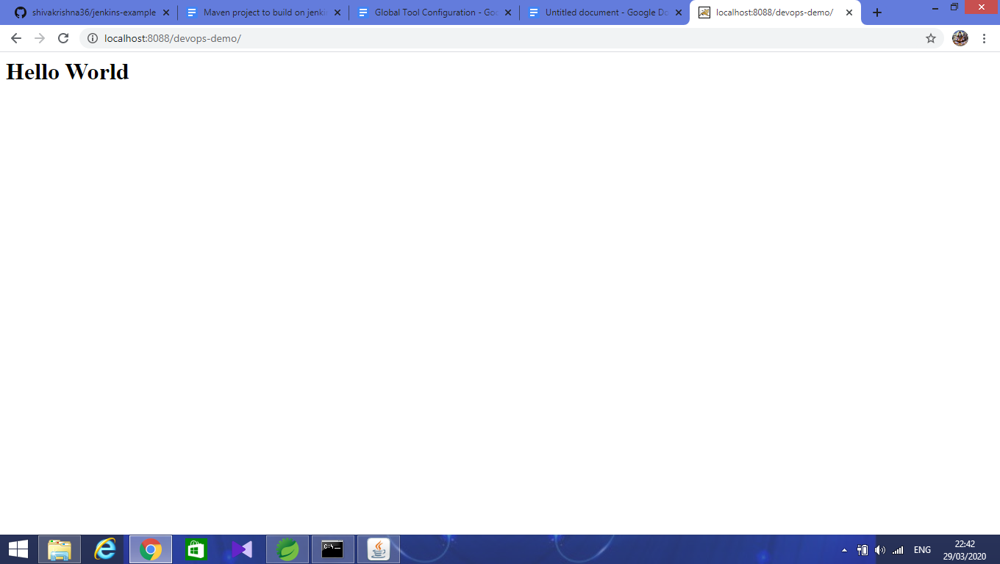 shivakrishna36/jenkins-example
Maven project to build on jenki
Global Tool Configuration - Goo
Untitled document - Google Do
localhost:8088/devops-demo/
localhost:8088/devops-demo/
Hello World
C:\
ENG
22:42
29/03/2020